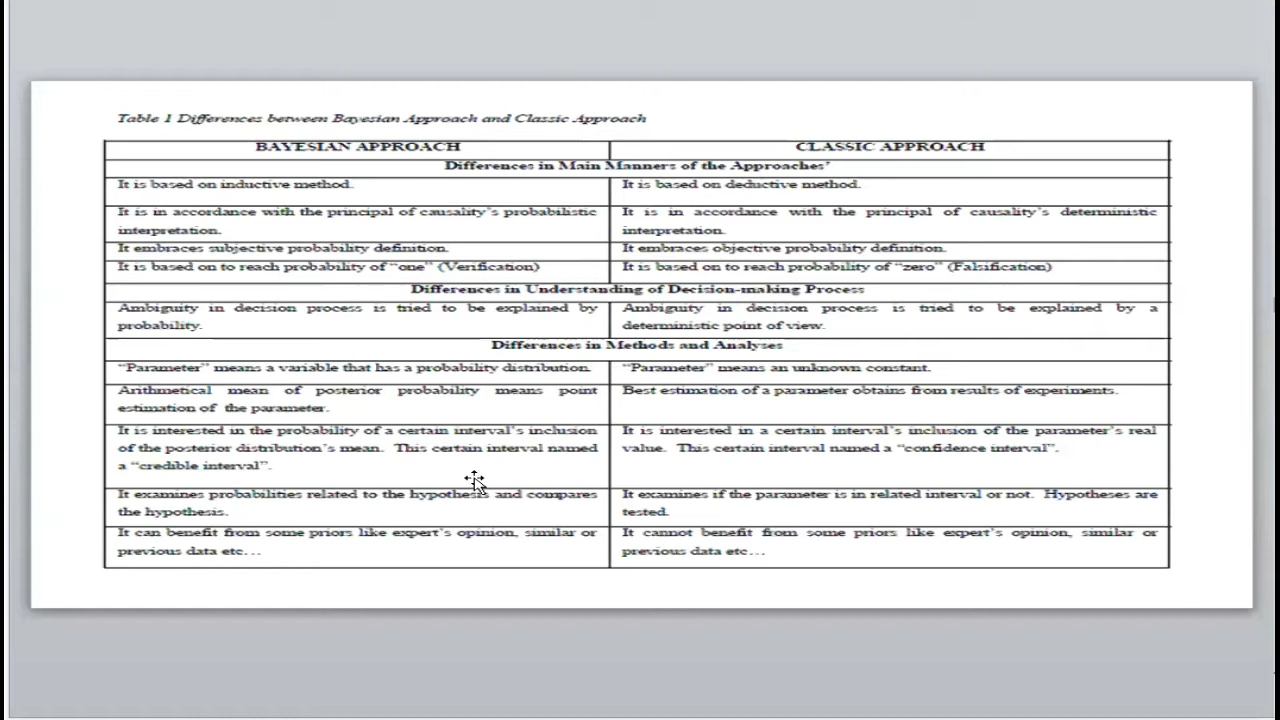 Table 1 Differences between Bayesian Approach and Classic Approach
BAYESIAN APPROACH
CLASSIC APPROACH
Differences in Main Manners of the Approaches'
It is based on inductive method.
It is based on deductive method.
It is in accordance with the principal of causality's probabilistic
interpretation.
It is in accordance with the principal of causality's deterministic
interpretation.
It embraces subjective probability definition.
It embraces objective probability definition.
It is based on to reach probability of "one" (Verification)
It is based on to reach probability of "zero" (Falsification)
Differences in Understanding of Decision-making Process
Ambiguity in decision process is tried to be explained by
probability.
Ambiguity in decision process is tried to be explained by a
deterministic point of view.
Differences in Methods and Analyses
"Parameter" means a variable that has a probability distribution.
"Parameter" means an unknown constant.
Arithmetical mean of posterior probability means point
estimation of the parameter.
Best estimation of a parameter obtains from results of experiments.
It is interested in the probability of a certain interval's inclusion
of the posterior distribution's mean. This certain interval named
a "credible interval".
It is interested in a certain interval's inclusion of the parameter's real
value. This certain interval named a "confidence interval".
It examines probabilities related to the hypothesis and compares
the hypothesis.
It examines if the parameter is in related interval or not. Hypotheses are
tested.
It can benefit from some priors like expert's opinion, similar or
previous data etc…
It cannot benefit from some priors like expert's opinion, similar or
previous data etc…